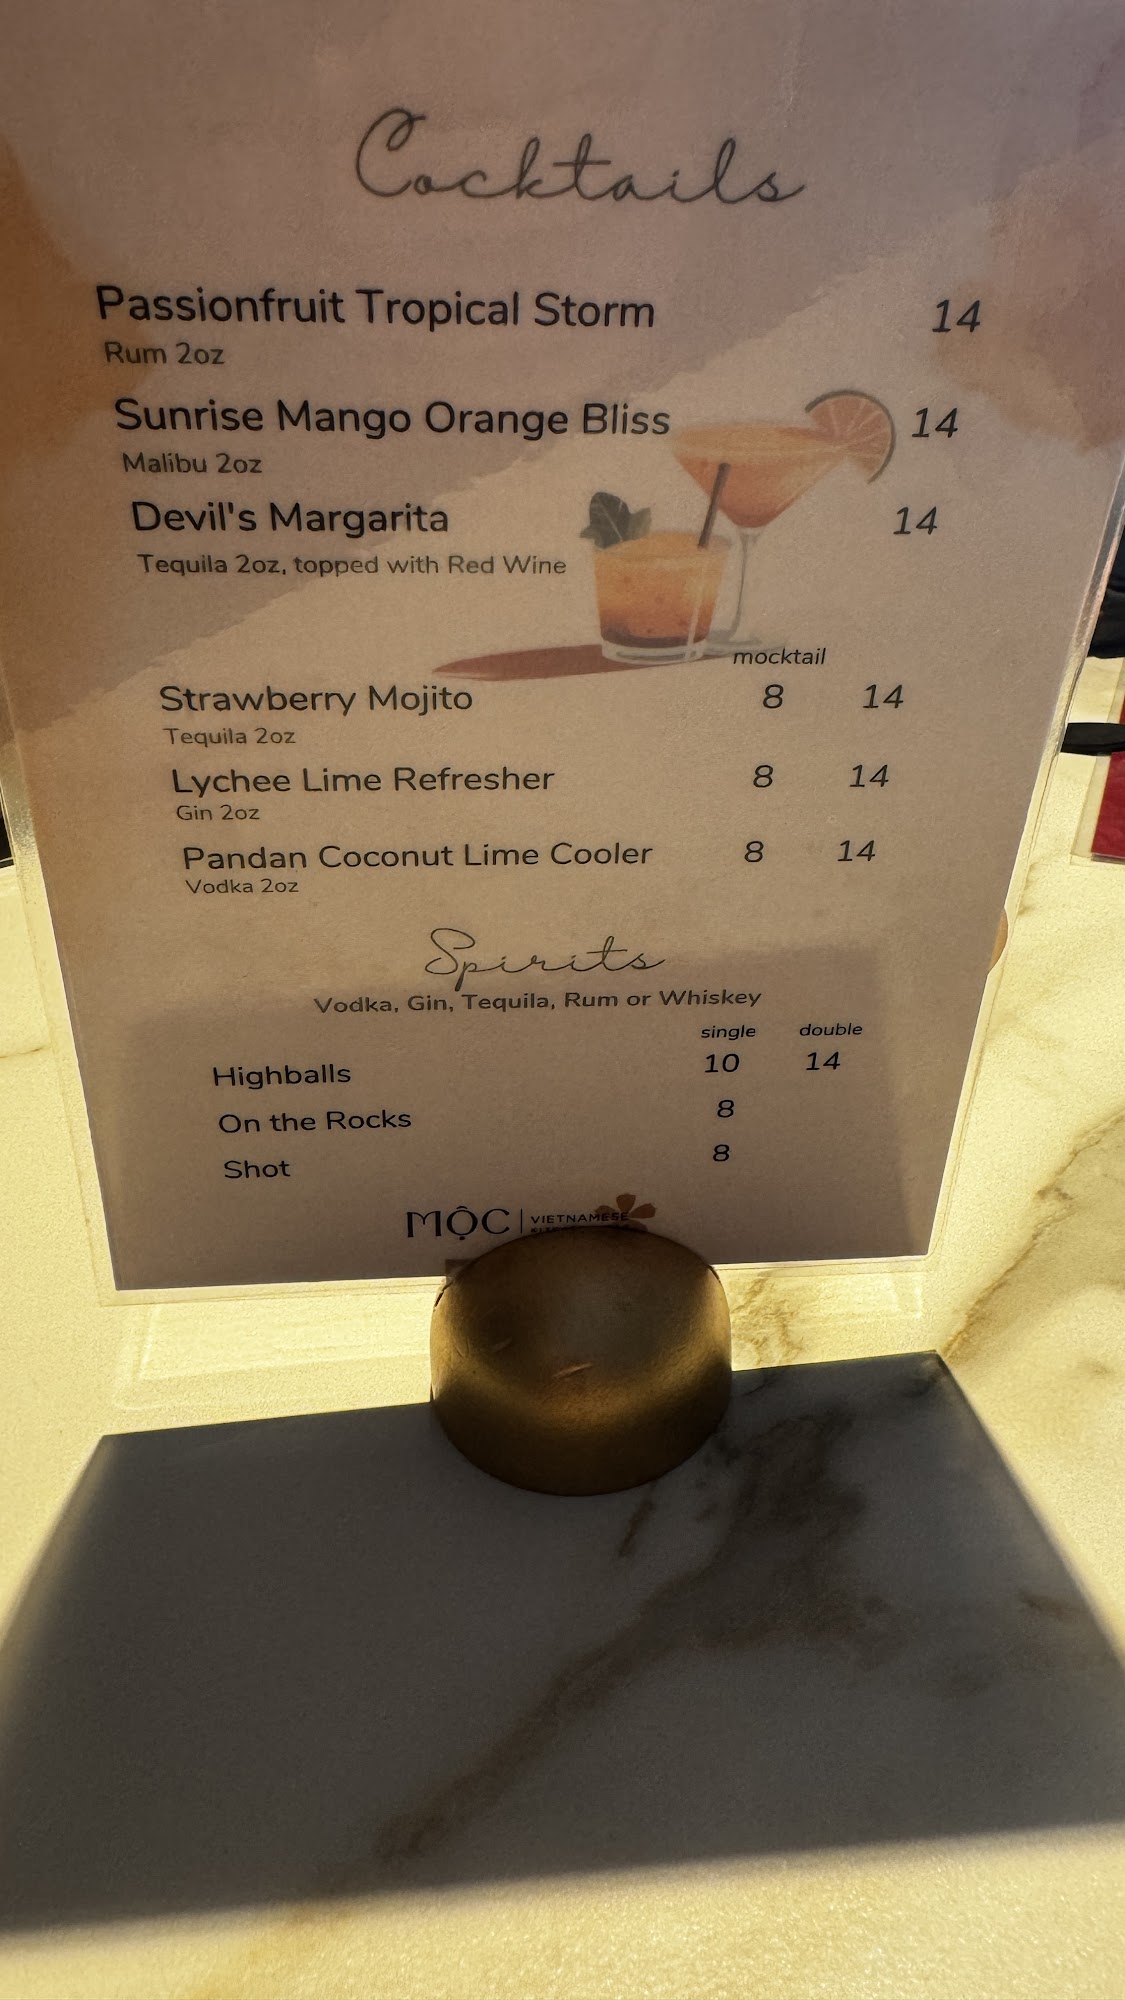 Cocktails
Passionfruit Tropical Storm 14
Rum 2oz
Sunrise Mango Orange Bliss 14
Malibu 2oz
Devil's Margarita 14
Tequila 2oz, topped with Red Wine
mocktail
Strawberry Mojito 8 14
Tequila 2oz
Lychee Lime Refresher 8 14
Gin 2oz
Pandan Coconut Lime Cooler 8 14
Vodka 2oz
Spirits
Vodka, Gin, Tequila, Rum or Whiskey
single double
Highballs 10 14
On the Rocks 8
Shot 8
MỘC | VIETNAMESE